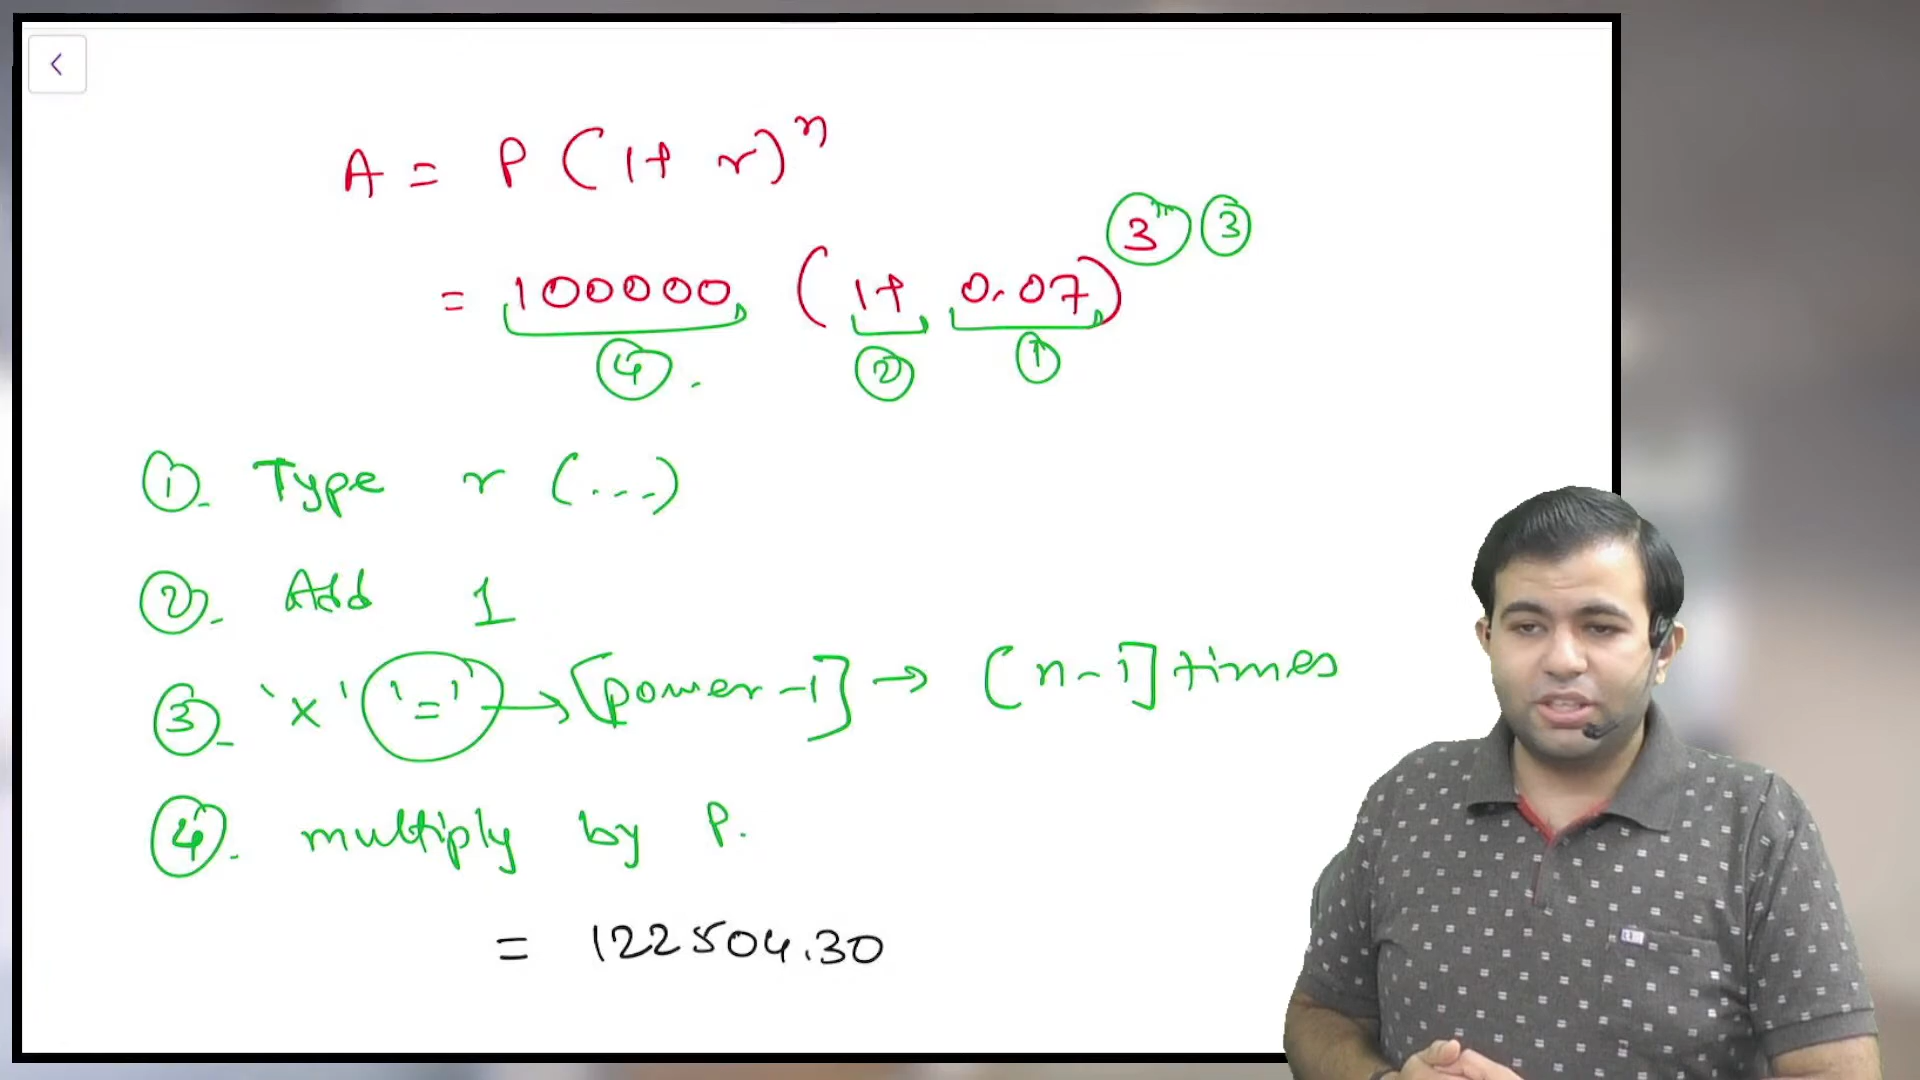 A = P (1+ r)^n
= 100000 (1+ 0.07)^3 ③
④ . ② ①
①. Type r (...)
②. Add 1
③. 'x' '=' → [power-1] → [n-1] times
④. multiply by P.
= 122504.30